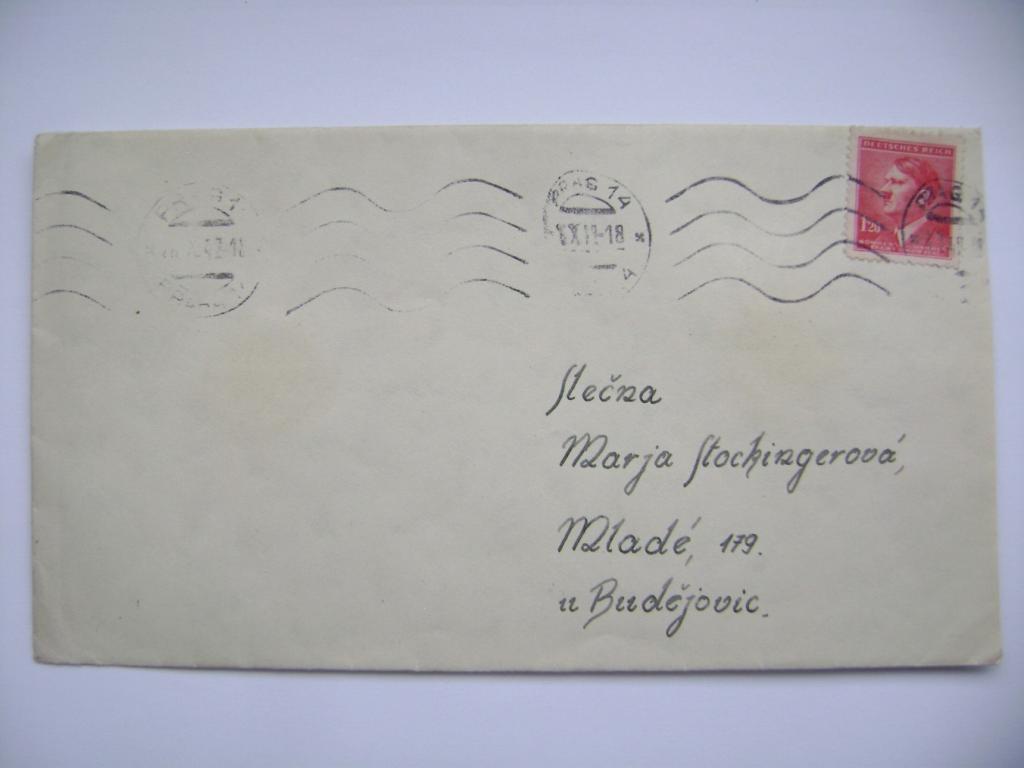 DEUTSCHES REICH
1.20
PRAG 14
Slečna
Marja Stockingerová,
Mladé, 179.
u Budějovic.